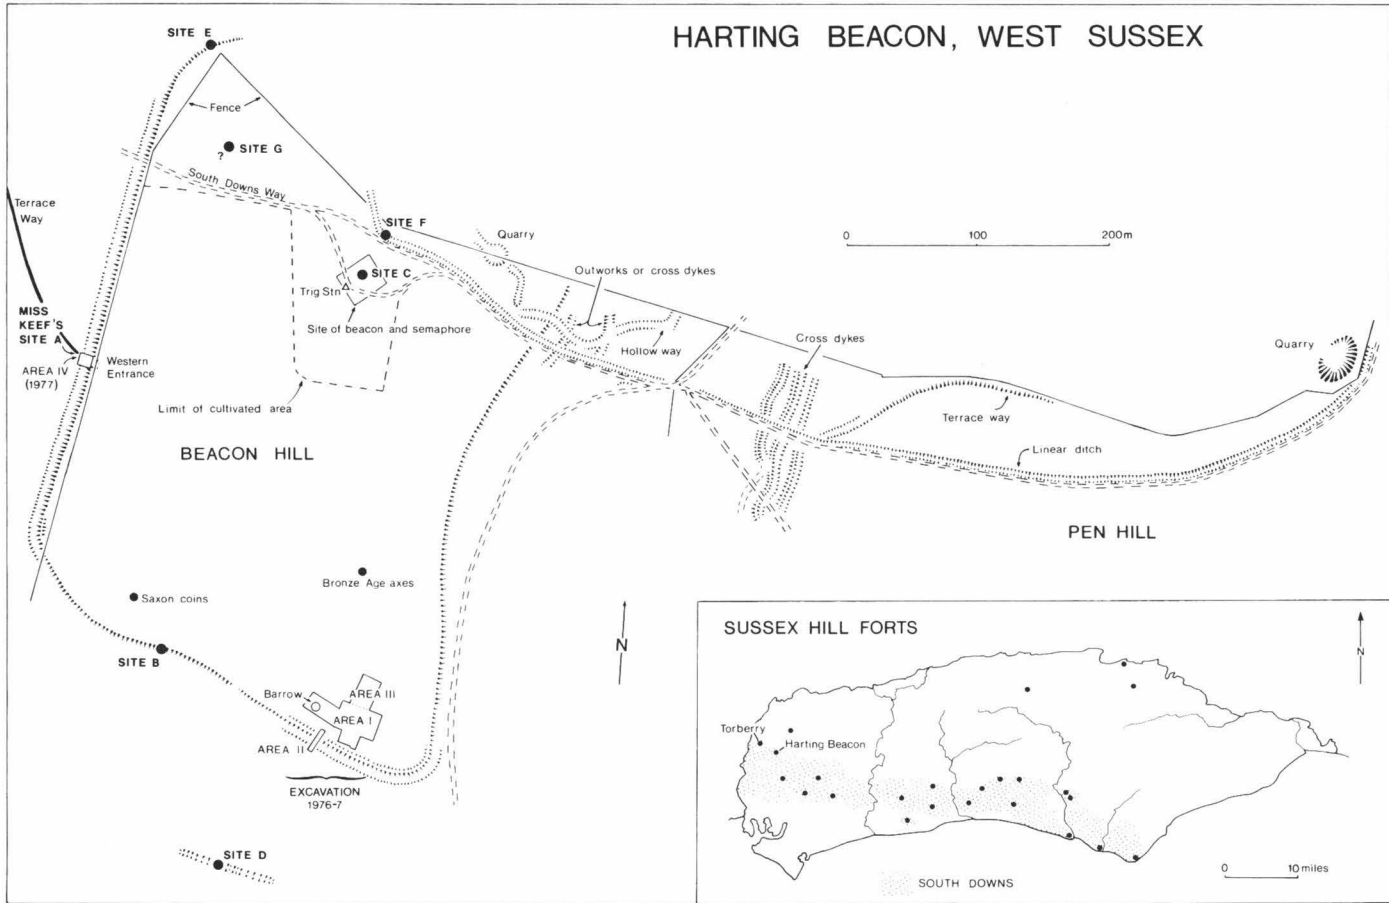 HARTING BEACON, WEST SUSSEX
SITE E
Fence
SITE G
?
South Downs Way
Terrace
Way
SITE F
Quarry
0 100 200m
SITE C
Outworks or cross dykes
Trig Stn
MISS
KEEF'S
SITE A
Site of beacon and semaphore
Cross dykes
Quarry
Hollow way
AREA IV
(1977)
Western
Entrance
Limit of cultivated area
Terrace way
BEACON HILL
Linear ditch
PEN HILL
Bronze Age axes
Saxon coins
N
SITE B
Barrow
AREA III
AREA I
AREA II
EXCAVATION
1976-7
SITE D
SUSSEX HILL FORTS
N
Torberry
Harting Beacon
0 10 miles
SOUTH DOWNS